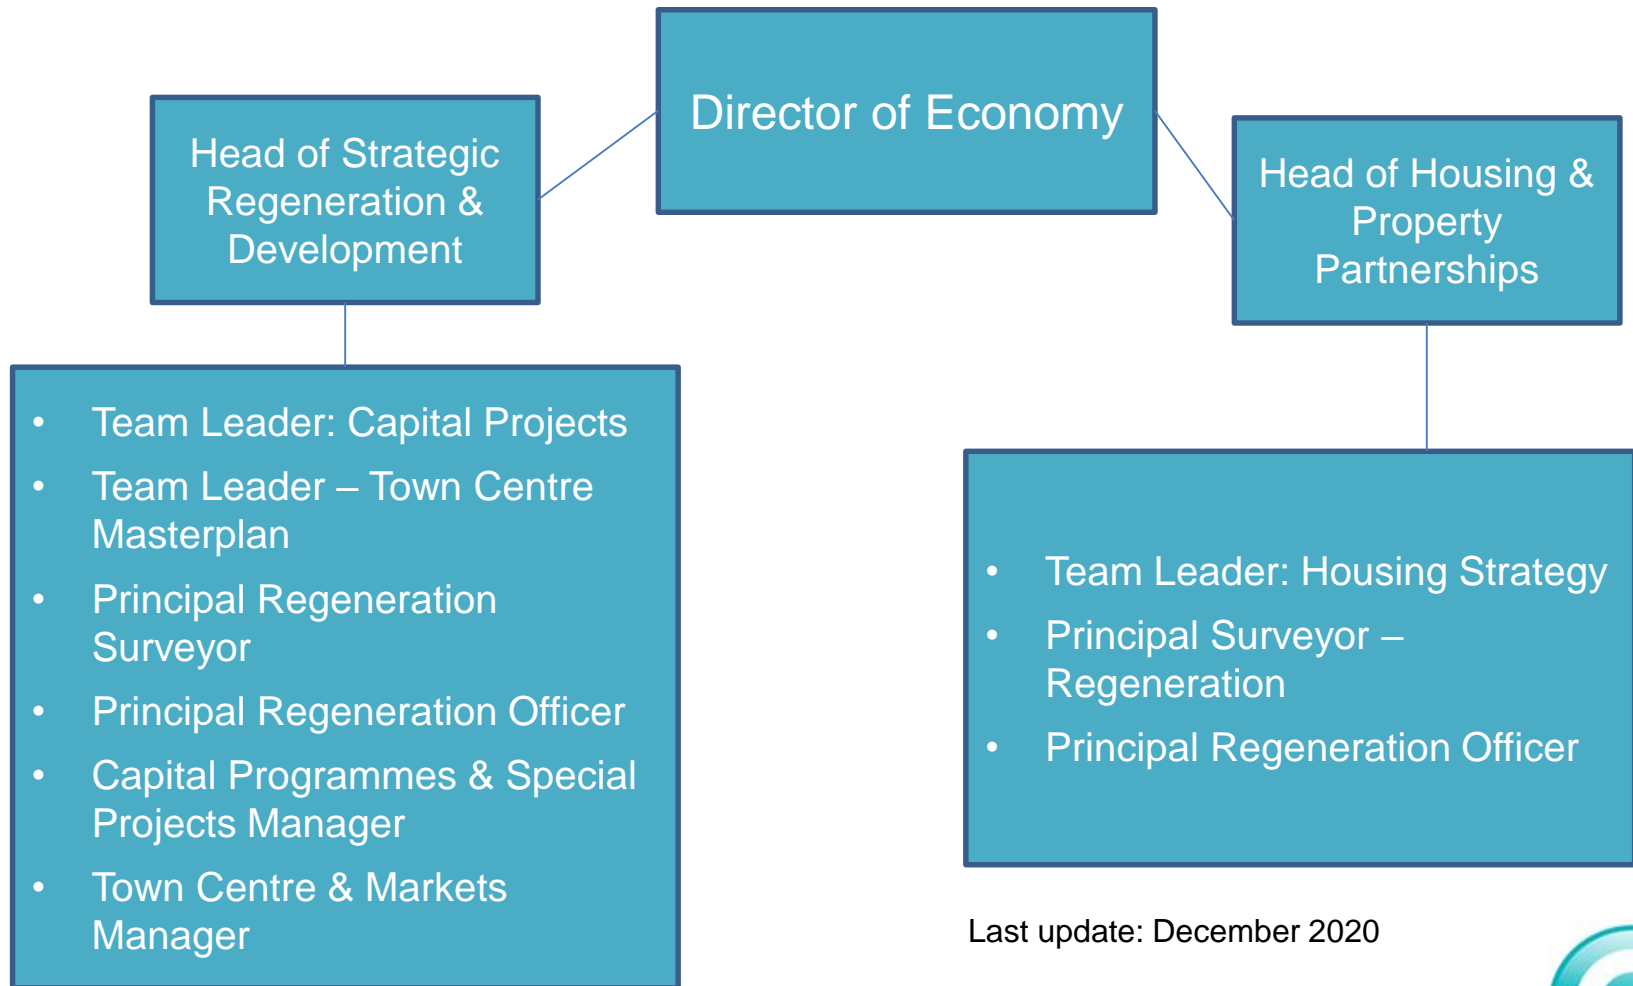 Director of Economy
Head of Strategic
Regeneration &
Development
Head of Housing &
Property
Partnerships
• Team Leader: Capital Projects
• Team Leader – Town Centre
Masterplan
• Principal Regeneration
Surveyor
• Principal Regeneration Officer
• Capital Programmes & Special
Projects Manager
• Town Centre & Markets
Manager
• Team Leader: Housing Strategy
• Principal Surveyor –
Regeneration
• Principal Regeneration Officer
Last update: December 2020